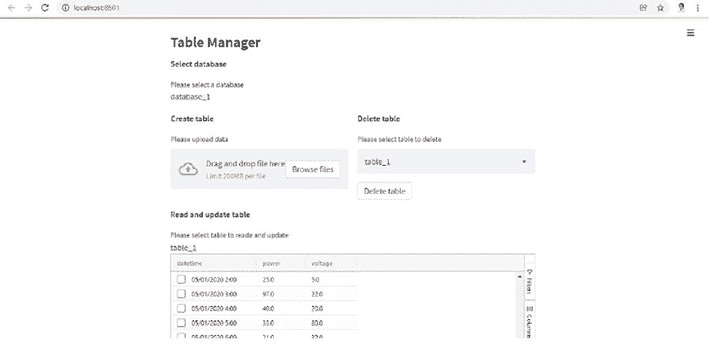 localhost:8501
Table Manager
Select database
Please select a database
database_1
Create table
Please upload data
Drag and drop file here
Limit 200MB per file
Browse files
Delete table
Please select table to delete
table_1
Delete table
Read and update table
Please select table to reade and update
table_1
datetime power voltage
05/01/2020 2:00 25.0 5.0
05/01/2020 3:00 97.0 22.0
05/01/2020 4:00 20.0
05/01/2020 5:00 33.0 80.0
Filters
Columns